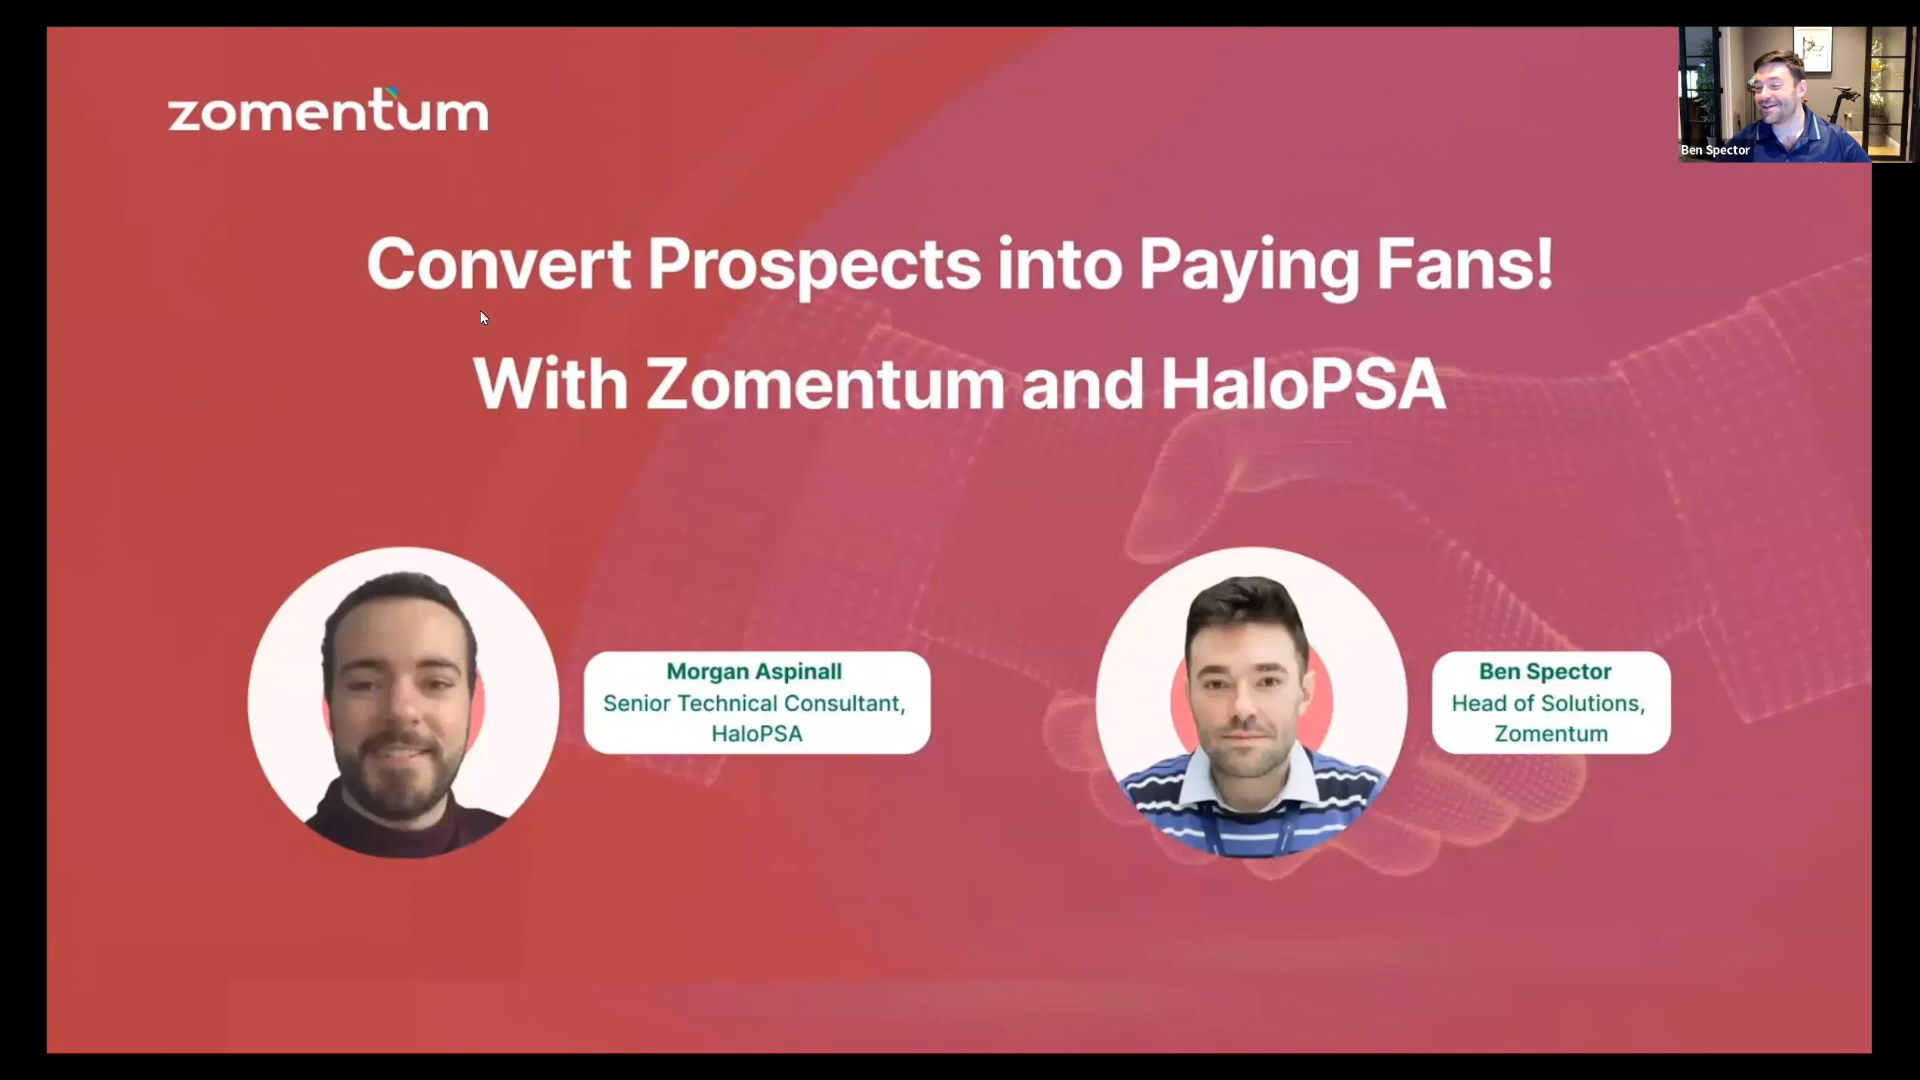 zomentum
Ben Spector
Convert Prospects into Paying Fans!
With Zomentum and HaloPSA
Morgan Aspinall
Senior Technical Consultant,
HaloPSA
Ben Spector
Head of Solutions,
Zomentum